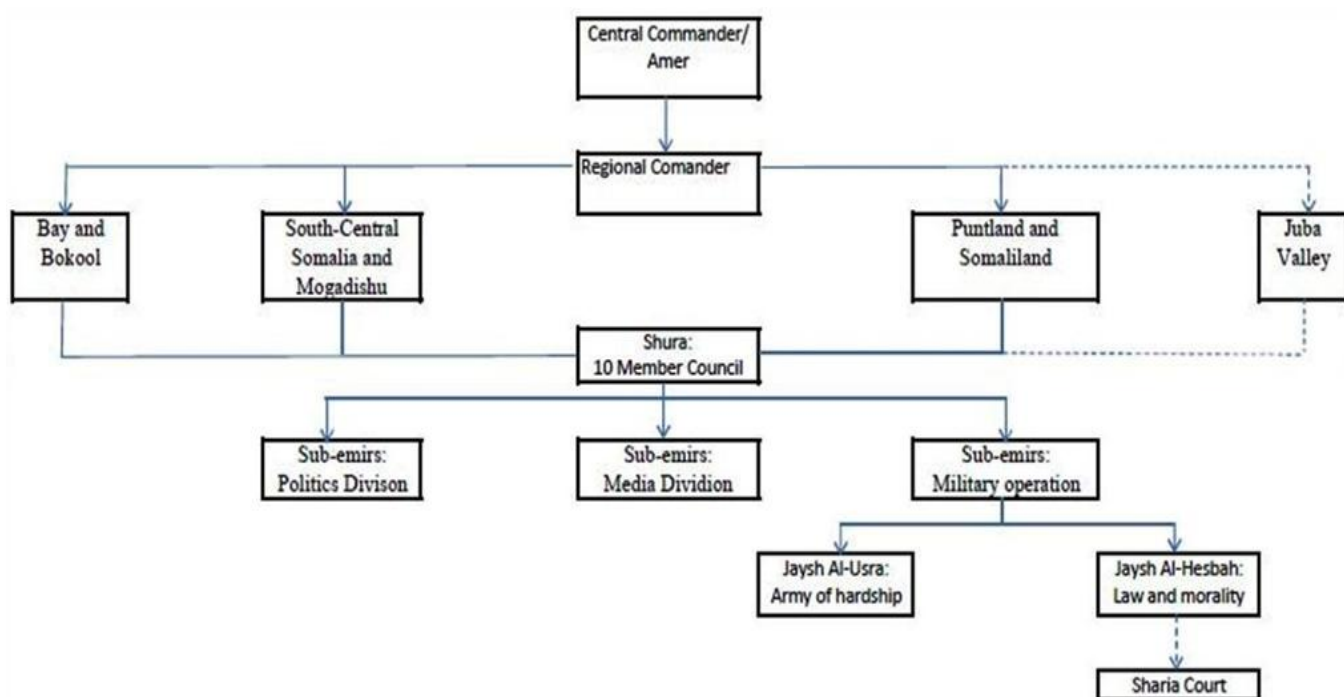 Central Commander/
Amer
Regional Comander
Bay and
Bokool
South-Central
Somalia and
Mogadishu
Puntland and
Somaliland
Juba
Valley
Shura:
10 Member Council
Sub-emirs:
Politics Divison
Sub-emirs:
Media Dividion
Sub-emirs:
Military operation
Jaysh Al-Usra:
Army of hardship
Jaysh Al-Hesbah:
Law and morality
Sharia Court